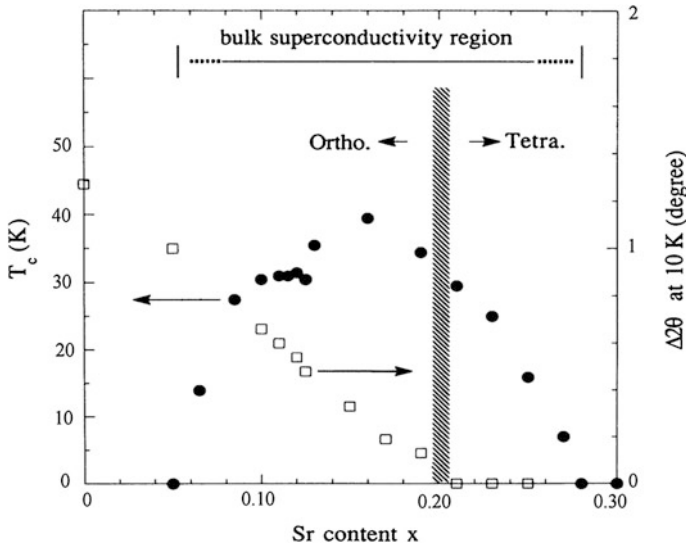 2
bulk superconductivity region
50
Ortho.
Tetra.
40
30
20
10
0
T_c (K)
1
0
Δ2θ at 10 K (degree)
0
0.10
0.20
0.30
Sr content x